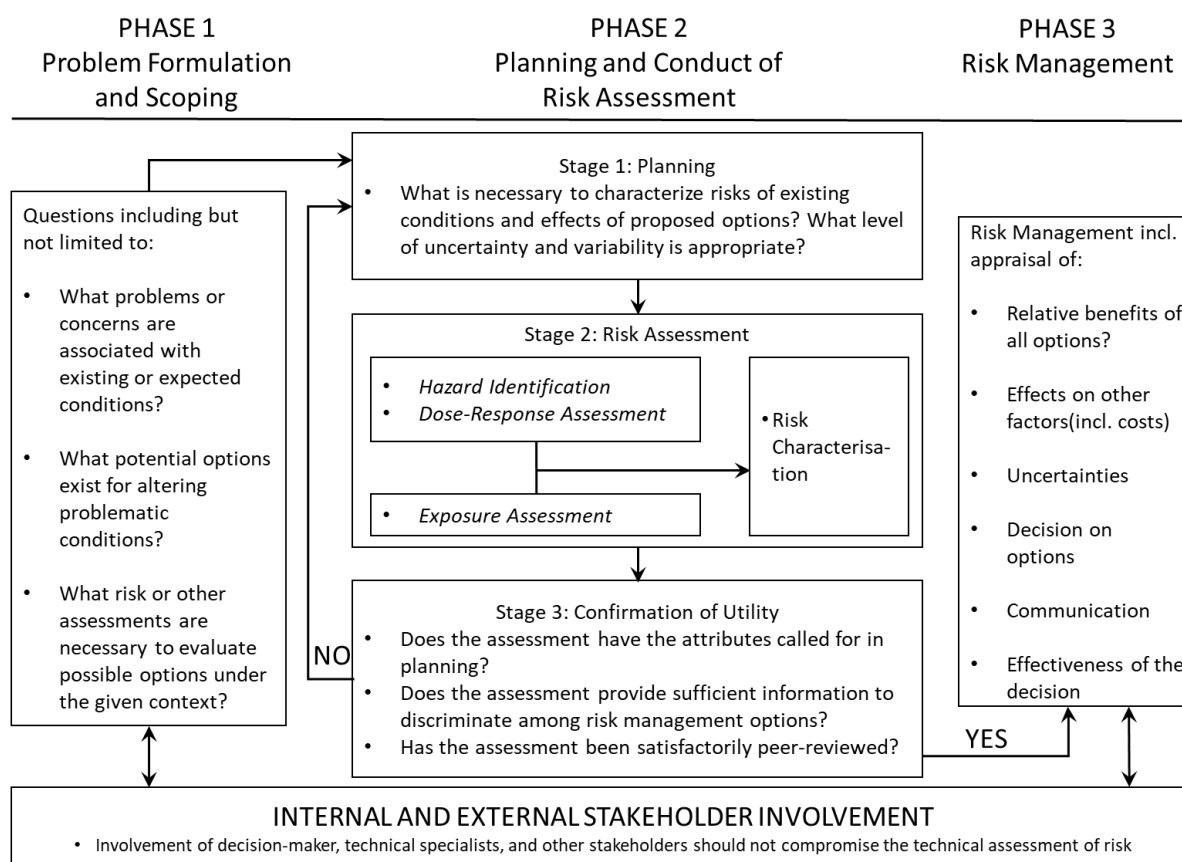 PHASE 1
Problem Formulation
and Scoping
PHASE 2
Planning and Conduct of
Risk Assessment
PHASE 3
Risk Management
Questions including but
not limited to:
• What problems or
concerns are
associated with
existing or expected
conditions?
• What potential options
exist for altering
problematic
conditions?
• What risk or other
assessments are
necessary to evaluate
possible options under
the given context?
Stage 1: Planning
• What is necessary to characterize risks of existing
conditions and effects of proposed options? What level
of uncertainty and variability is appropriate?
Stage 2: Risk Assessment
• Hazard Identification
• Dose-Response Assessment
• Exposure Assessment
• Risk
Characterisa-
tion
Stage 3: Confirmation of Utility
• Does the assessment have the attributes called for in
planning?
• Does the assessment provide sufficient information to
discriminate among risk management options?
• Has the assessment been satisfactorily peer-reviewed?
NO
YES
Risk Management incl.
appraisal of:
• Relative benefits of
all options?
• Effects on other
factors(incl. costs)
• Uncertainties
• Decision on
options
• Communication
• Effectiveness of the
decision
INTERNAL AND EXTERNAL STAKEHOLDER INVOLVEMENT
• Involvement of decision-maker, technical specialists, and other stakeholders should not compromise the technical assessment of risk